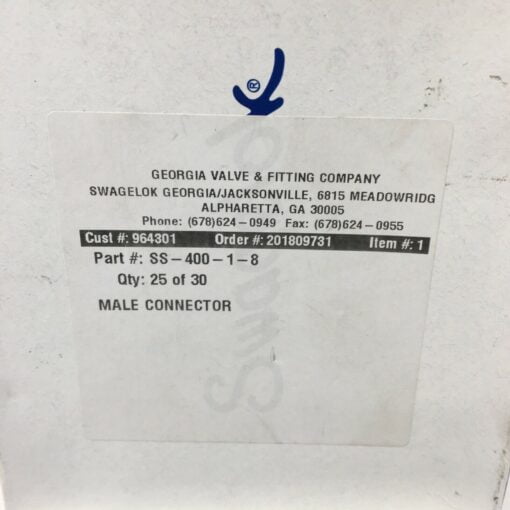 ®
GEORGIA VALVE & FITTING COMPANY
SWAGELOK GEORGIA/JACKSONVILLE, 6815 MEADOWRIDG
ALPHARETTA, GA 30005
Phone: (678)624-0949 Fax: (678)624-0955
Cust #: 964301 Order #: 201809731 Item #: 1
Part #: SS-400-1-8
Qty: 25 of 30
MALE CONNECTOR